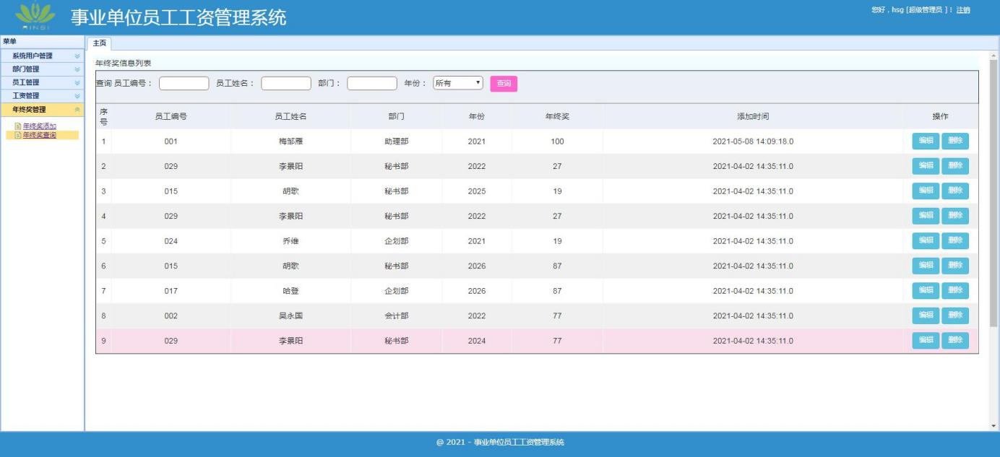 AINSI
事业单位员工工资管理系统
您好，hsg [超级管理员 ]！ 注销
菜单
系统用户管理
部门管理
员工管理
工资管理
年终奖管理
年终奖添加
年终奖查询
主页
年终奖信息列表
查询 员工编号： 员工姓名： 部门： 年份： 所有 查询
序号 员工编号 员工姓名 部门 年份 年终奖 添加时间 操作
1 001 梅邹雁 助理部 2021 100 2021-05-08 14:09:18.0 编辑 删除
2 029 李景阳 秘书部 2022 27 2021-04-02 14:35:11.0 编辑 删除
3 015 胡歌 秘书部 2025 19 2021-04-02 14:35:11.0 编辑 删除
4 029 李景阳 秘书部 2022 27 2021-04-02 14:35:11.0 编辑 删除
5 024 乔维 企划部 2021 19 2021-04-02 14:35:11.0 编辑 删除
6 015 胡歌 秘书部 2026 87 2021-04-02 14:35:11.0 编辑 删除
7 017 哈登 企划部 2026 87 2021-04-02 14:35:11.0 编辑 删除
8 002 吴永国 会计部 2022 77 2021-04-02 14:35:11.0 编辑 删除
9 029 李景阳 秘书部 2024 77 2021-04-02 14:35:11.0 编辑 删除
@ 2021 - 事业单位员工工资管理系统